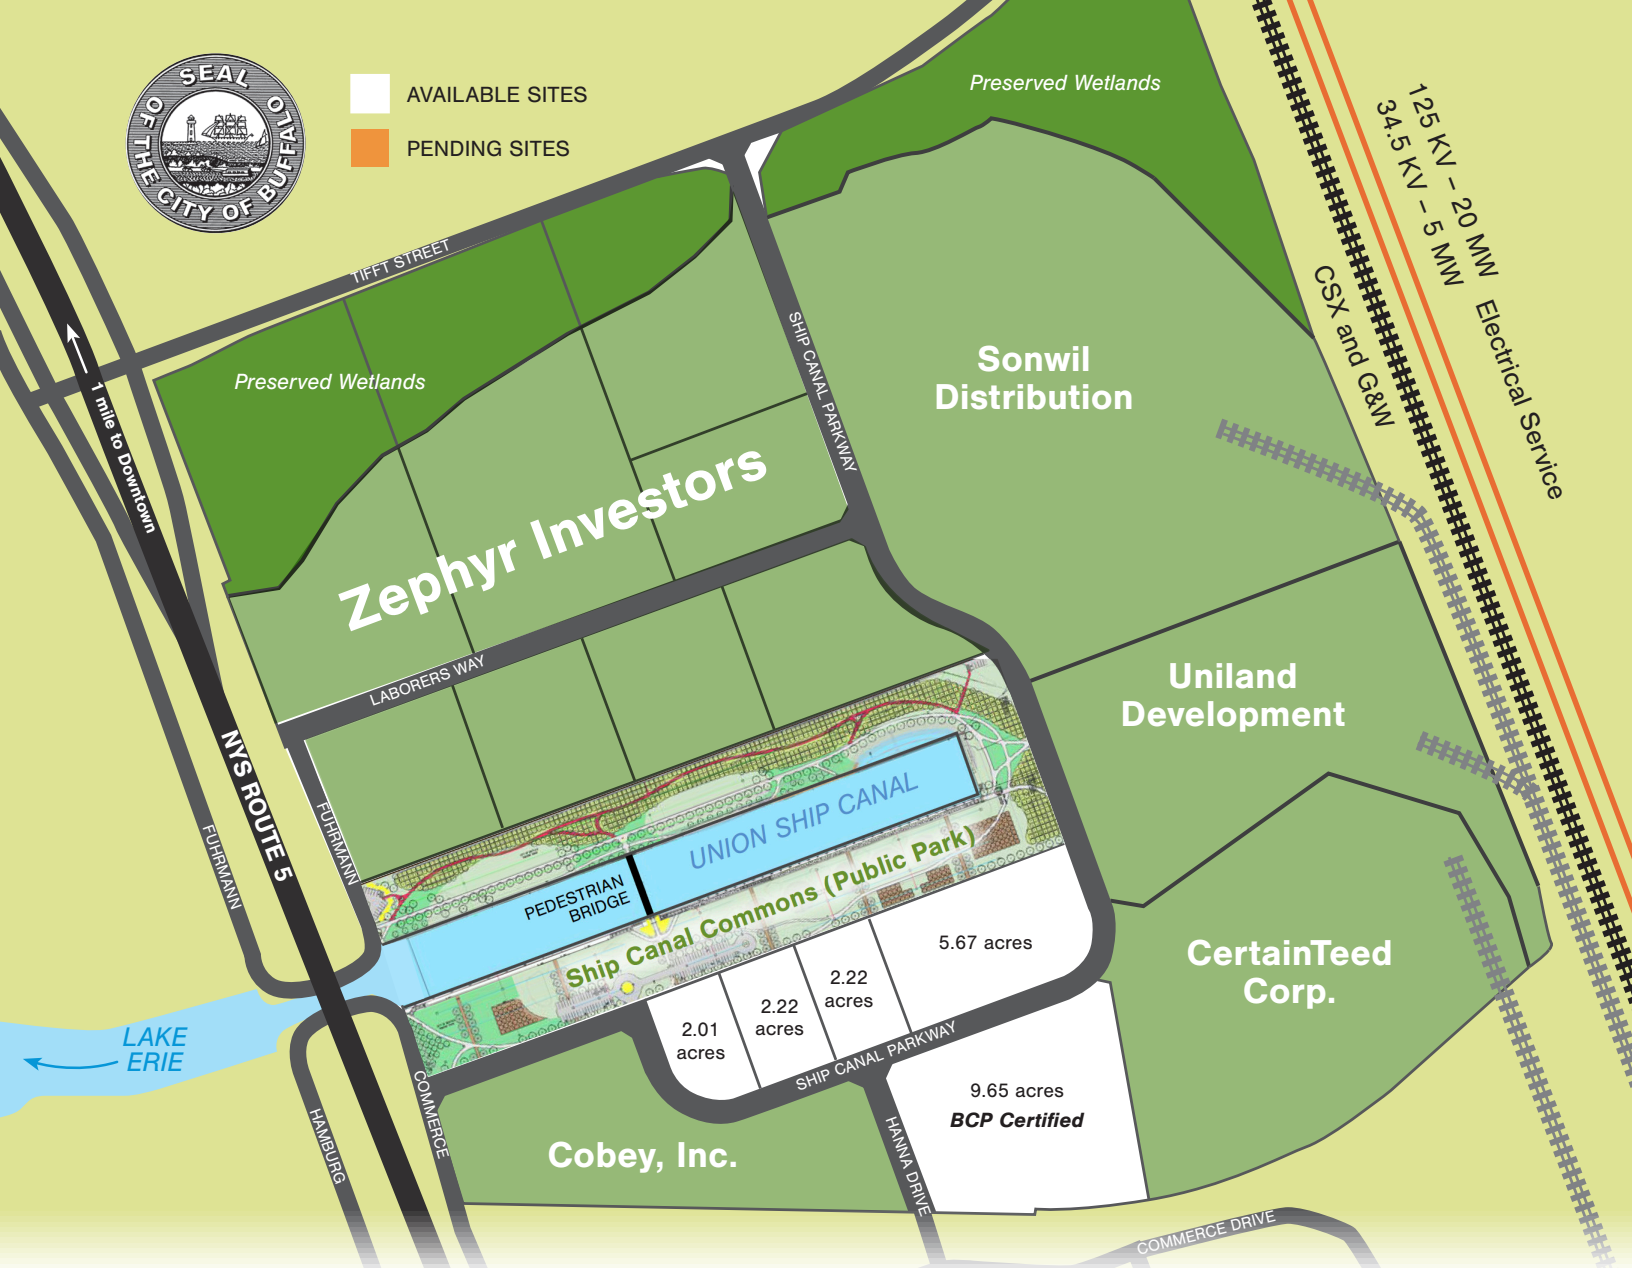 SEAL
OF THE CITY OF BUFFALO
AVAILABLE SITES
PENDING SITES
Preserved Wetlands
125 KV – 20 MW
34.5 KV – 5 MW
Electrical Service
CSX and G&W
TIFFT STREET
SHIP CANAL PARKWAY
Preserved Wetlands
1 mile to Downtown
Sonwil
Distribution
Zephyr Investors
LABORERS WAY
Uniland
Development
NYS ROUTE 5
FUHRMANN
FUHRMANN
UNION SHIP CANAL
PEDESTRIAN
BRIDGE
Ship Canal Commons (Public Park)
5.67 acres
2.22
acres
2.22
acres
2.01
acres
CertainTeed
Corp.
LAKE
ERIE
SHIP CANAL PARKWAY
9.65 acres
BCP Certified
COMMERCE
HAMBURG
Cobey, Inc.
HANNA DRIVE
COMMERCE DRIVE